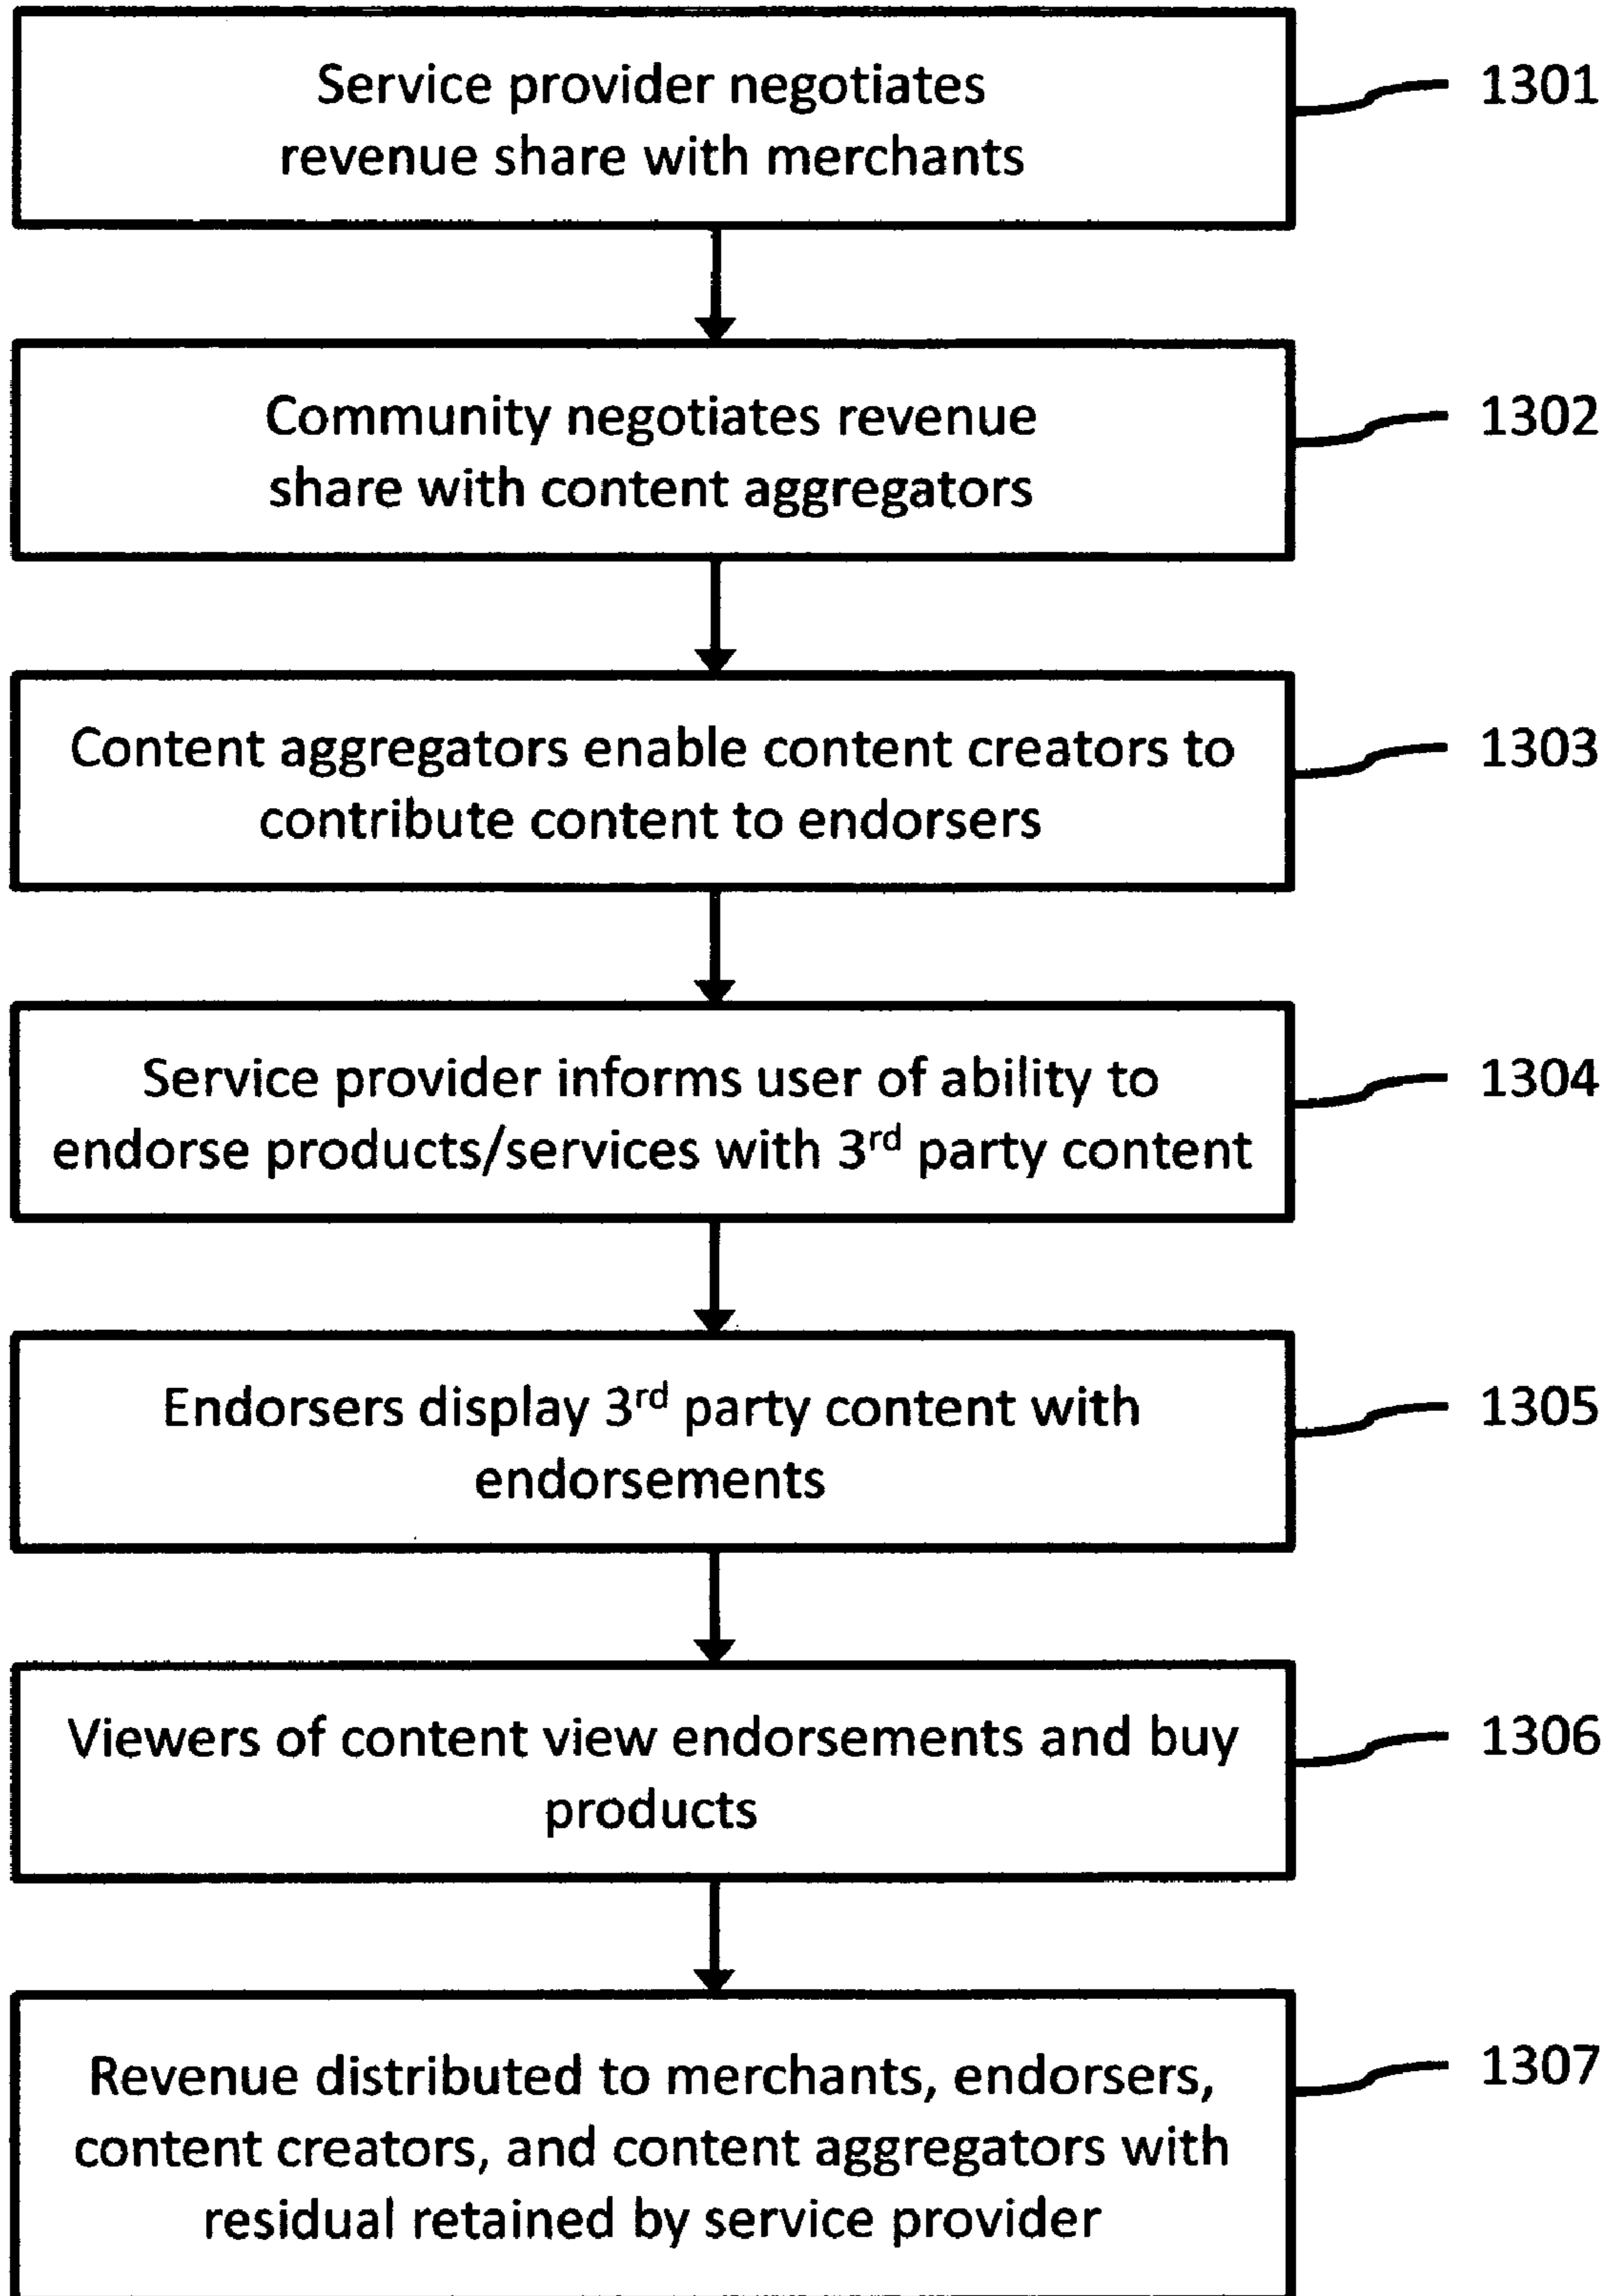 Service provider negotiates
revenue share with merchants
1301
Community negotiates revenue
share with content aggregators
1302
Content aggregators enable content creators to
contribute content to endorsers
1303
Service provider informs user of ability to
endorse products/services with 3rd party content
1304
Endorsers display 3rd party content with
endorsements
1305
Viewers of content view endorsements and buy
products
1306
Revenue distributed to merchants, endorsers,
content creators, and content aggregators with
residual retained by service provider
1307